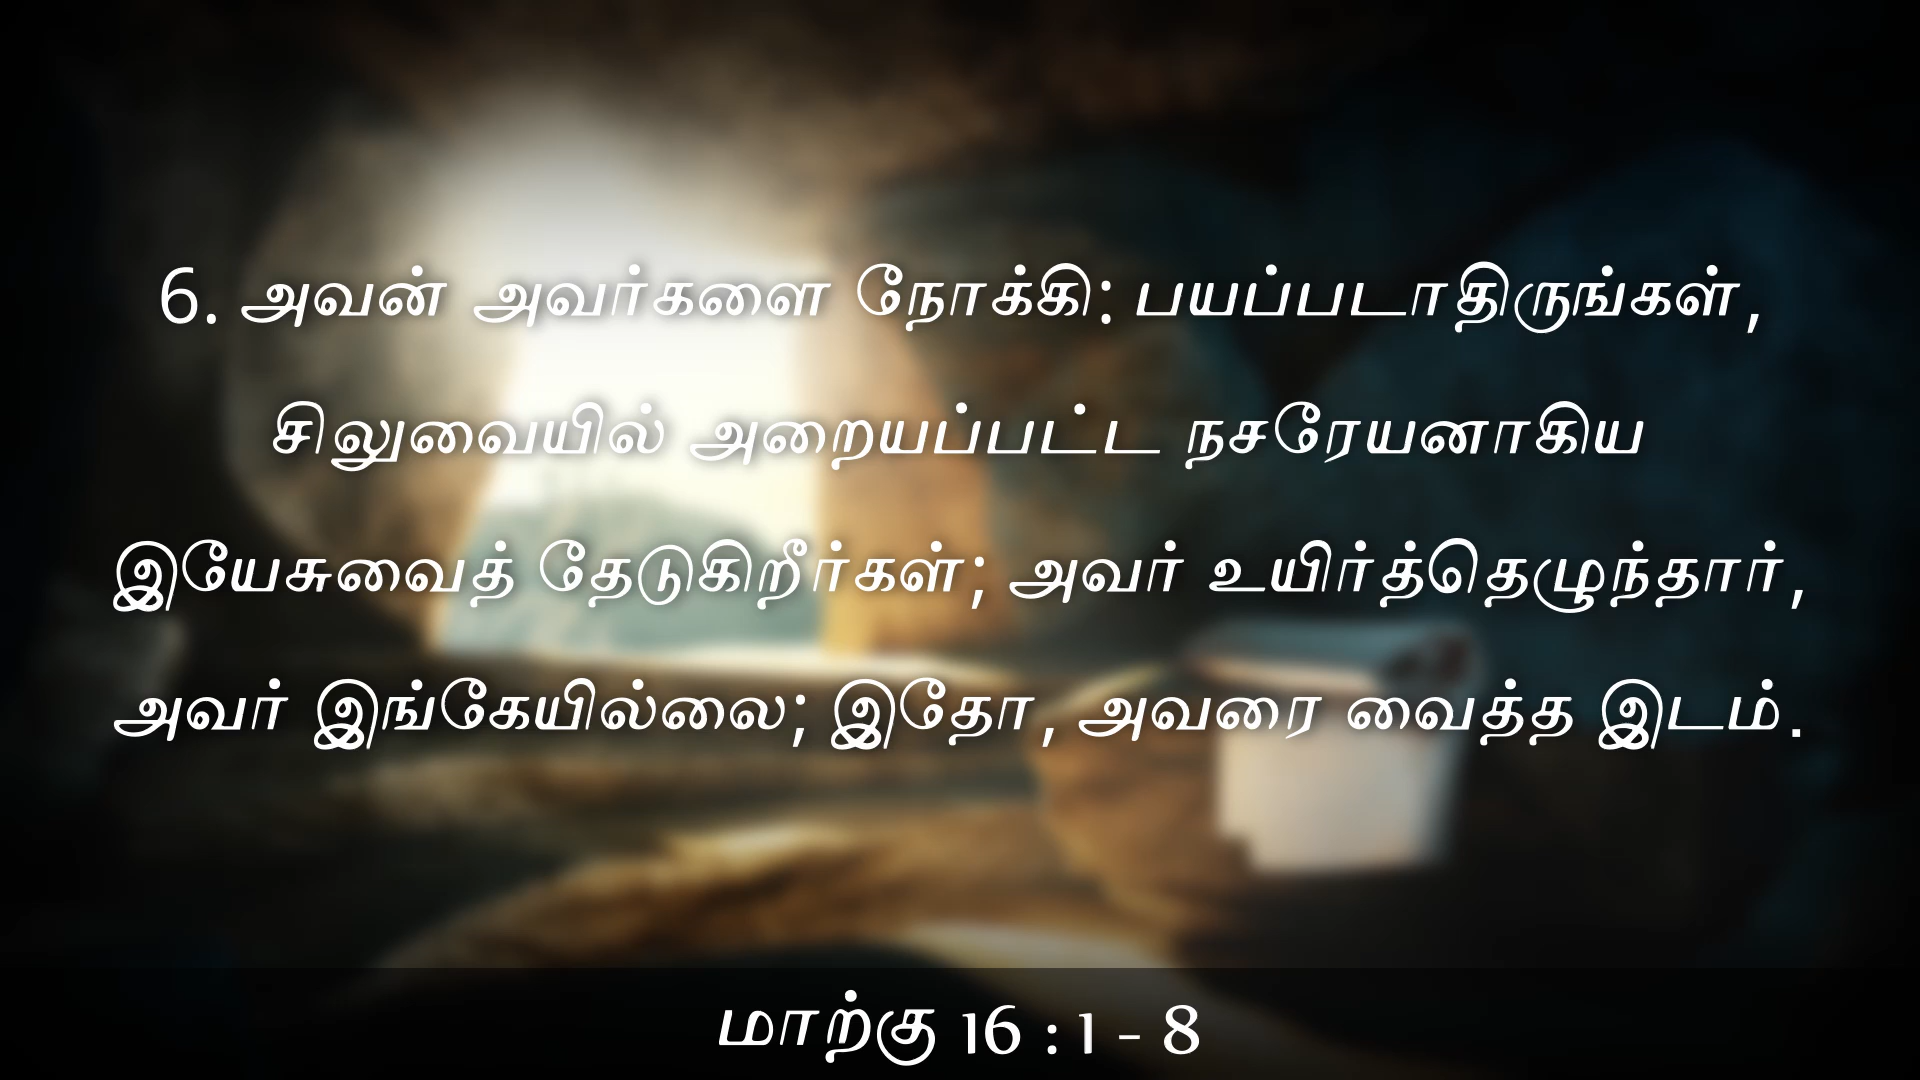 6. அவன் அவர்களை நோக்கி: பயப்படாதிருங்கள்,
சிலுவையில் அறையப்பட்ட நசரேயனாகிய
இயேசுவைத் தேடுகிறீர்கள்; அவர் உயிர்த்தெழுந்தார்,
அவர் இங்கேயில்லை; இதோ, அவரை வைத்த இடம்.
மாற்கு 16 : 1 - 8